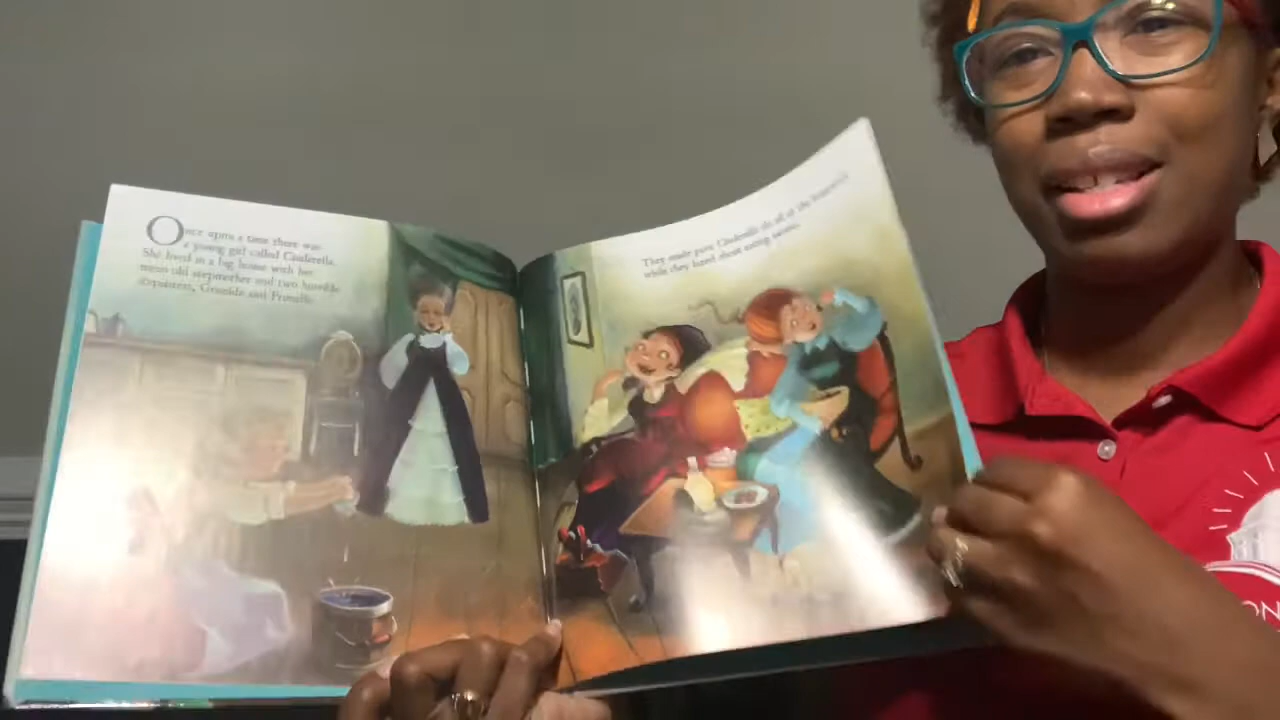 Once upon a time there was
a young girl called Cinderella.
She lived in a big house with her
mean old stepmother and two horrible
stepsisters, Griselda and Prunella.
They made poor Cinderella do all of the housework
while they lazed about eating sweets.
ON